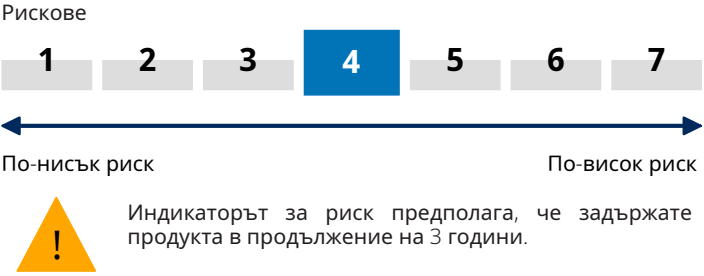 Рискове
1 2 3 4 5 6 7
По-нисък риск По-висок риск
! Индикаторът за риск предполага, че задържате
продукта в продължение на 3 години.